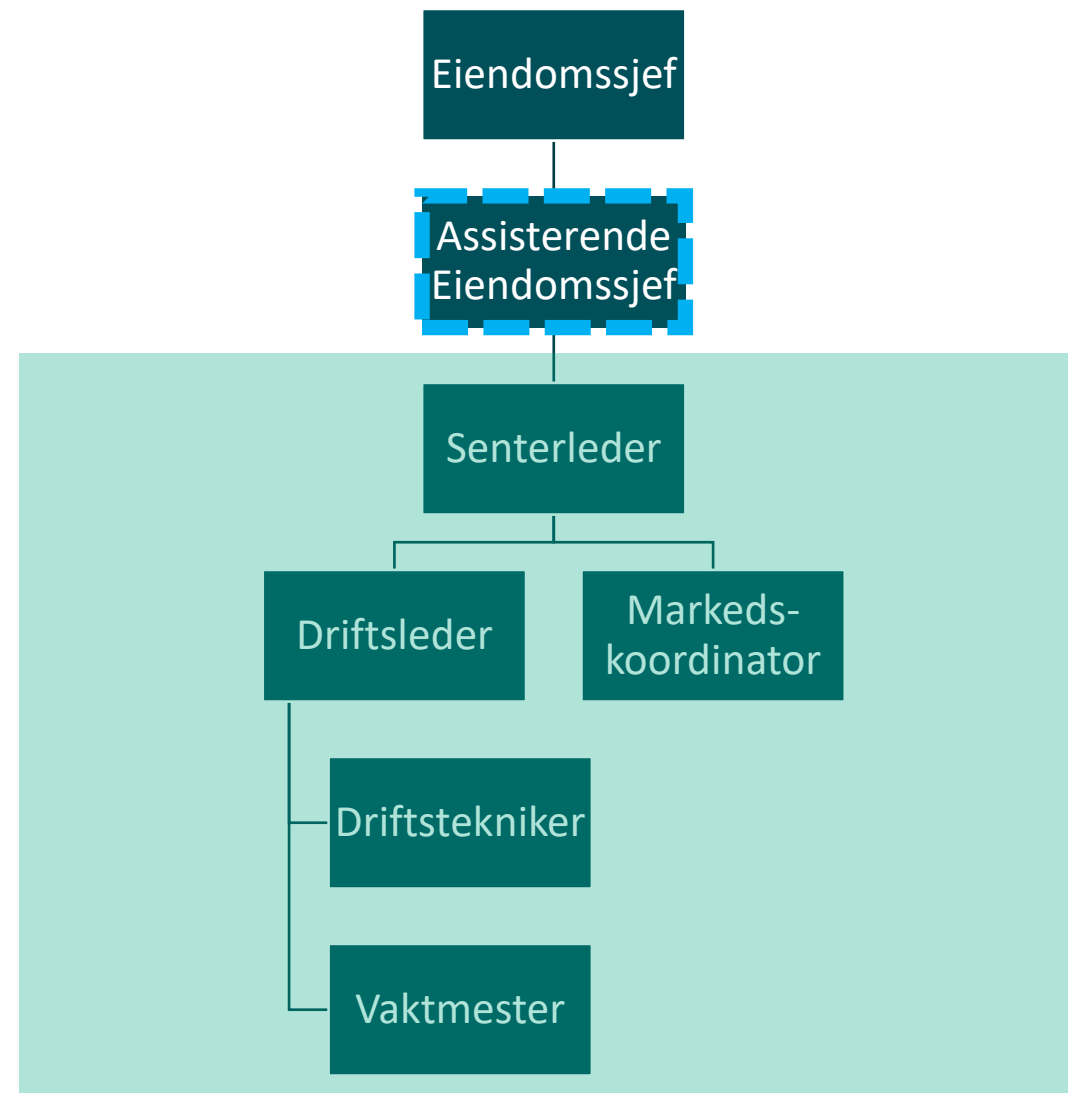 Eiendomssjef
Assisterende
Eiendomssjef
Senterleder
Driftsleder
Markeds-
koordinator
Driftstekniker
Vaktmester